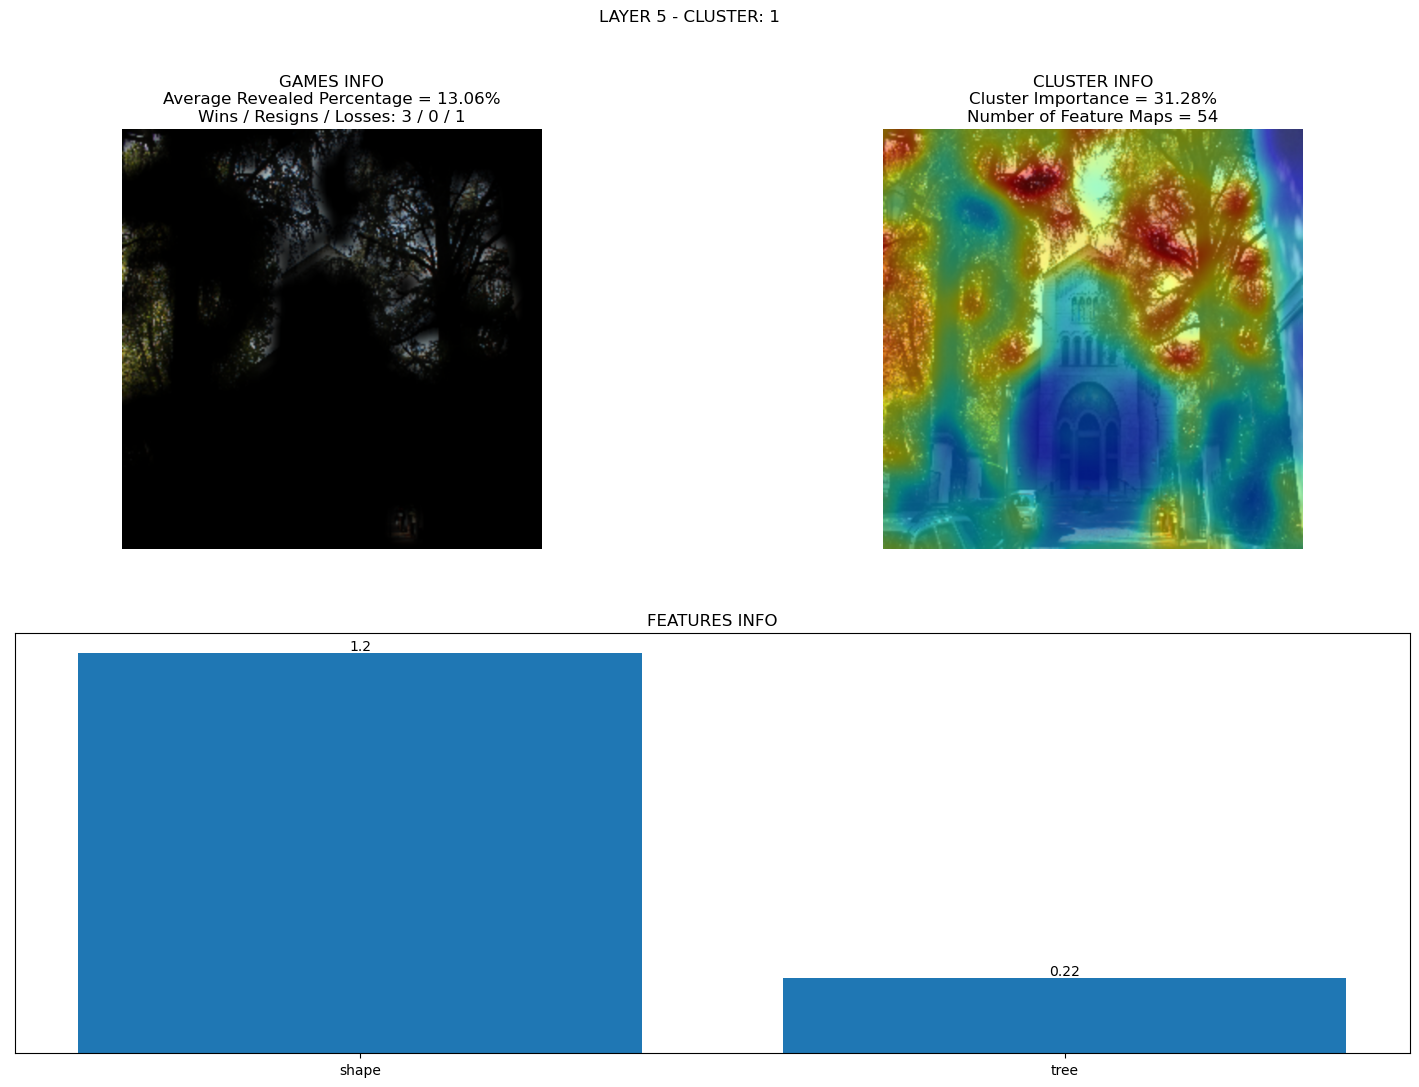 LAYER 5 - CLUSTER: 1
GAMES INFO
Average Revealed Percentage = 13.06%
Wins / Resigns / Losses: 3 / 0 / 1
CLUSTER INFO
Cluster Importance = 31.28%
Number of Feature Maps = 54
FEATURES INFO
1.2
0.22
shape
tree